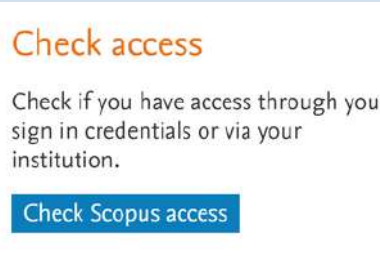 Check access
Check if you have access through you
sign in credentials or via your
institution.
Check Scopus access